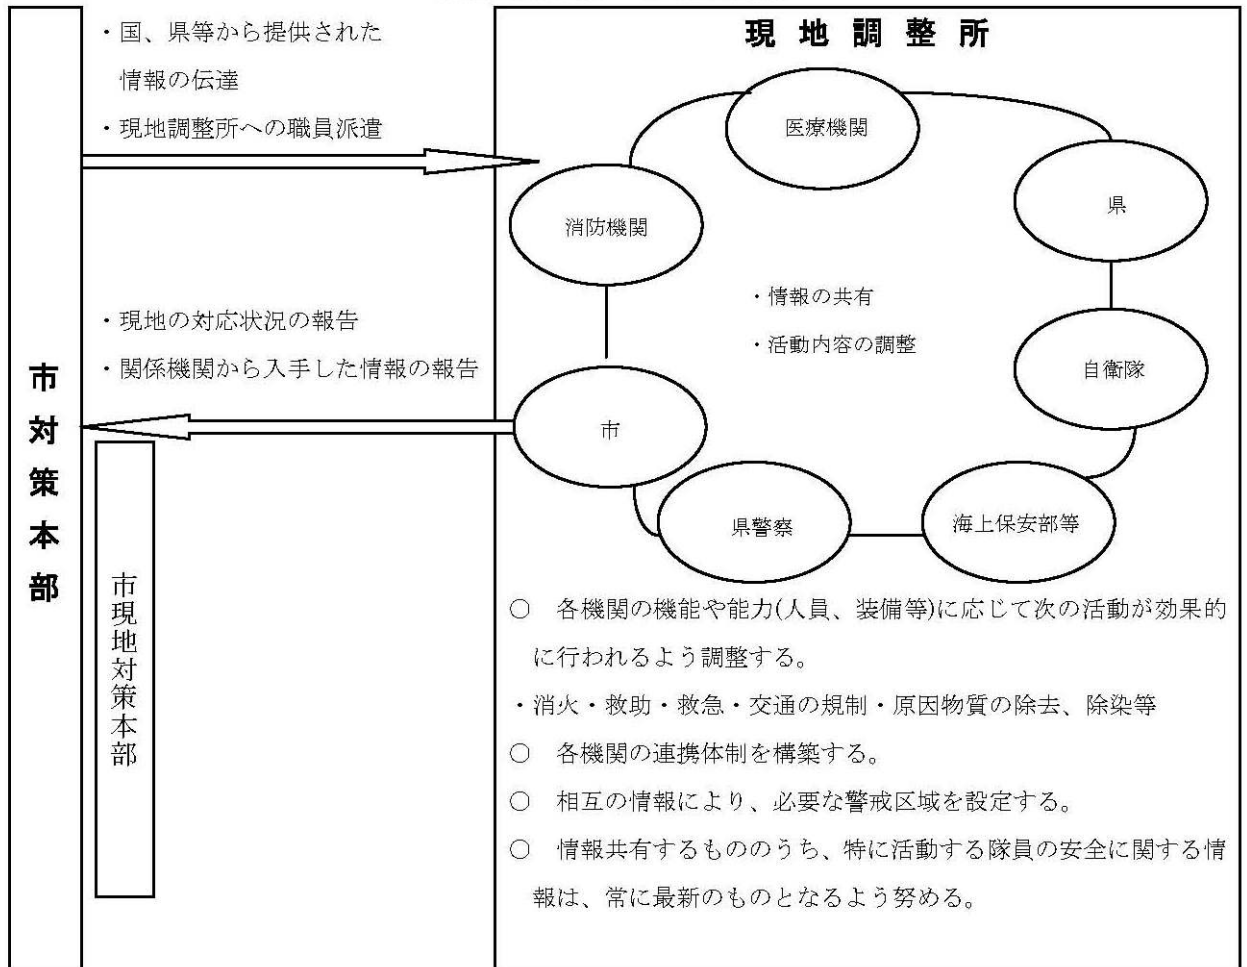 ・国、県等から提供された
情報の伝達
・現地調整所への職員派遣
・現地の対応状況の報告
・関係機関から入手した情報の報告
市対策本部
市現地対策本部
現地調整所
医療機関
県
消防機関
・情報の共有
・活動内容の調整
自衛隊
市
県警察
海上保安部等
○　各機関の機能や能力(人員、装備等)に応じて次の活動が効果的
に行われるよう調整する。
・消火・救助・救急・交通の規制・原因物質の除去、除染等
○　各機関の連携体制を構築する。
○　相互の情報により、必要な警戒区域を設定する。
○　情報共有するもののうち、特に活動する隊員の安全に関する情
報は、常に最新のものとなるよう努める。